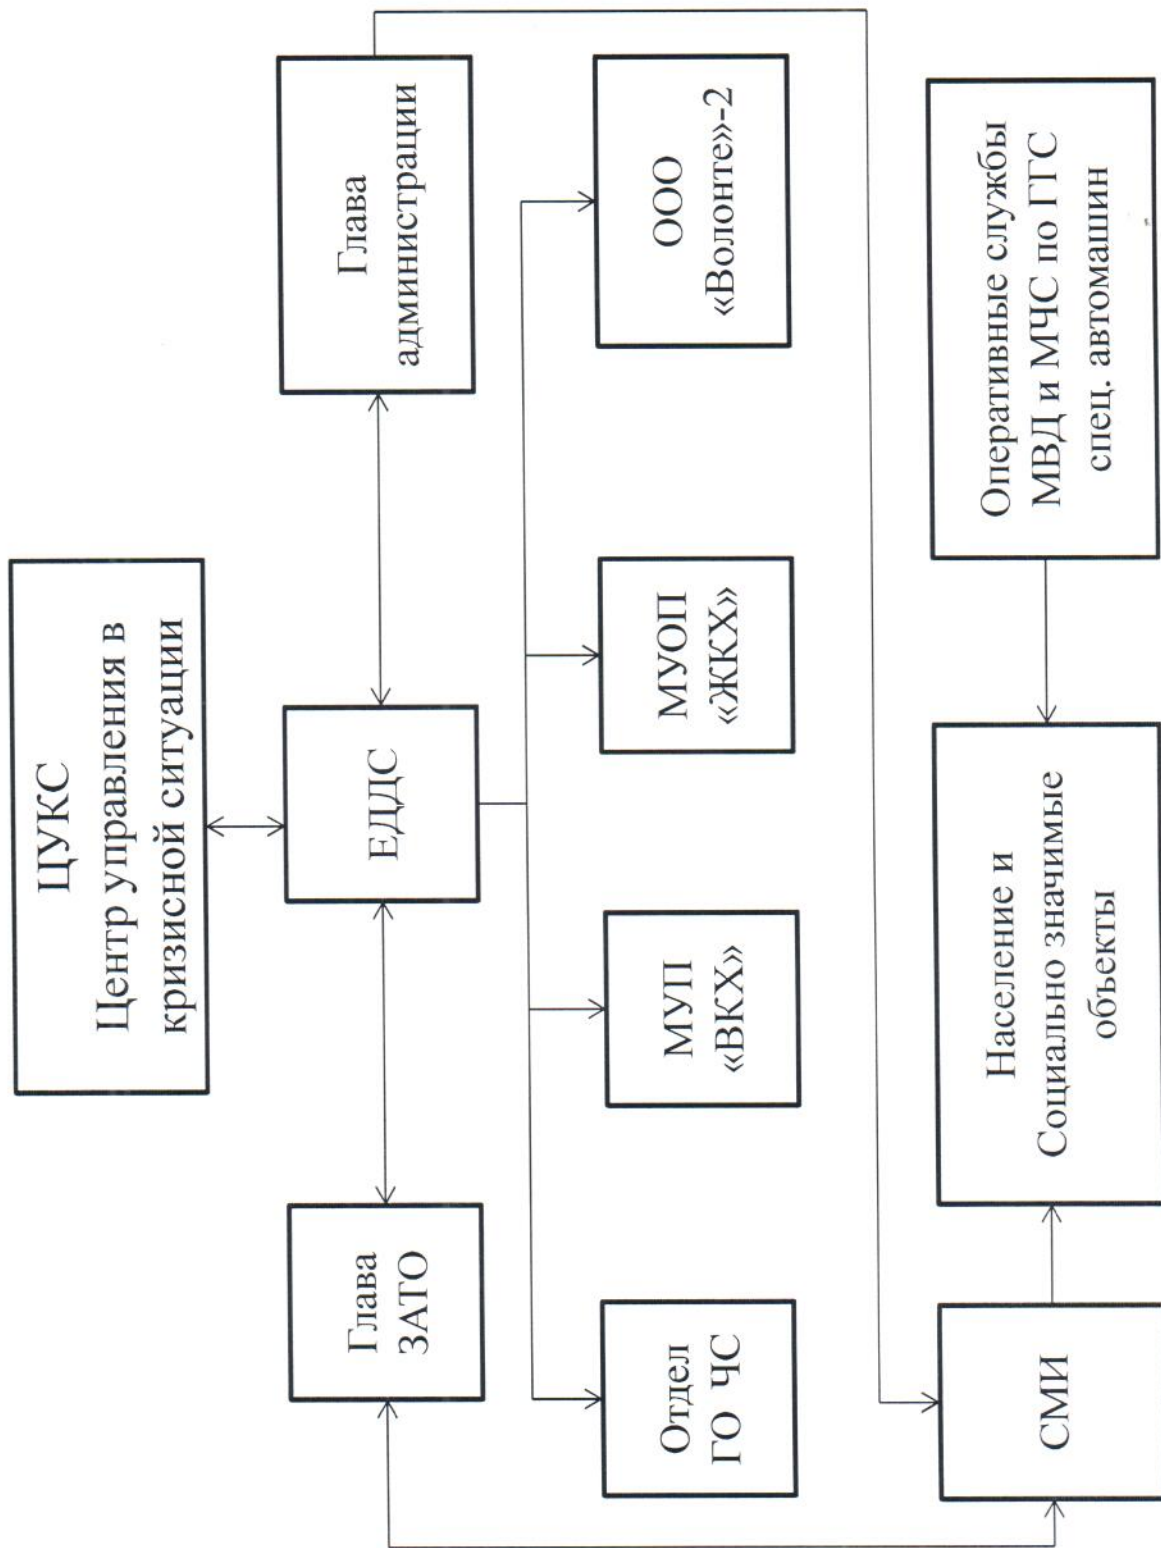 ЦУКС
Центр управления в
кризисной ситуации
Глава
ЗАТО
ЕДДС
Глава
администрации
Отдел
ГО ЧС
МУП
«ВКХ»
МУОП
«ЖКХ»
ООО
«Волонте»-2
СМИ
Население и
Социально значимые
объекты
Оперативные службы
МВД и МЧС по ГГС
спец. автомашин